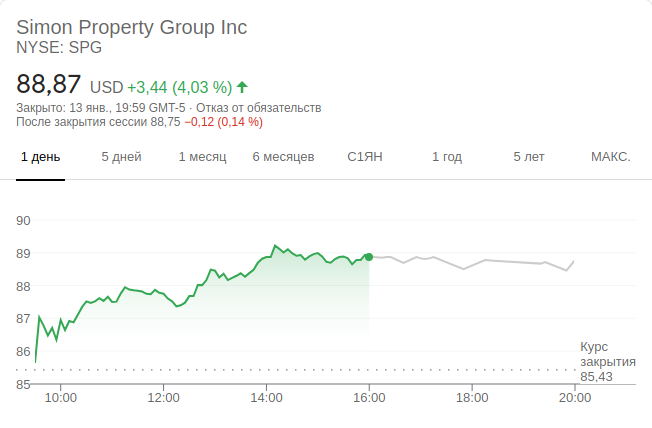 Simon Property Group Inc
NYSE: SPG
88,87 USD +3,44 (4,03 %)
Закрыто: 13 янв., 19:59 GMT-5 · Отказ от обязательств
После закрытия сессии 88,75 −0,12 (0,14 %)
1 день 5 дней 1 месяц 6 месяцев С1ЯН 1 год 5 лет МАКС.
90
89
88
87
86
85
Курс
закрытия
85,43
10:00 12:00 14:00 16:00 18:00 20:00